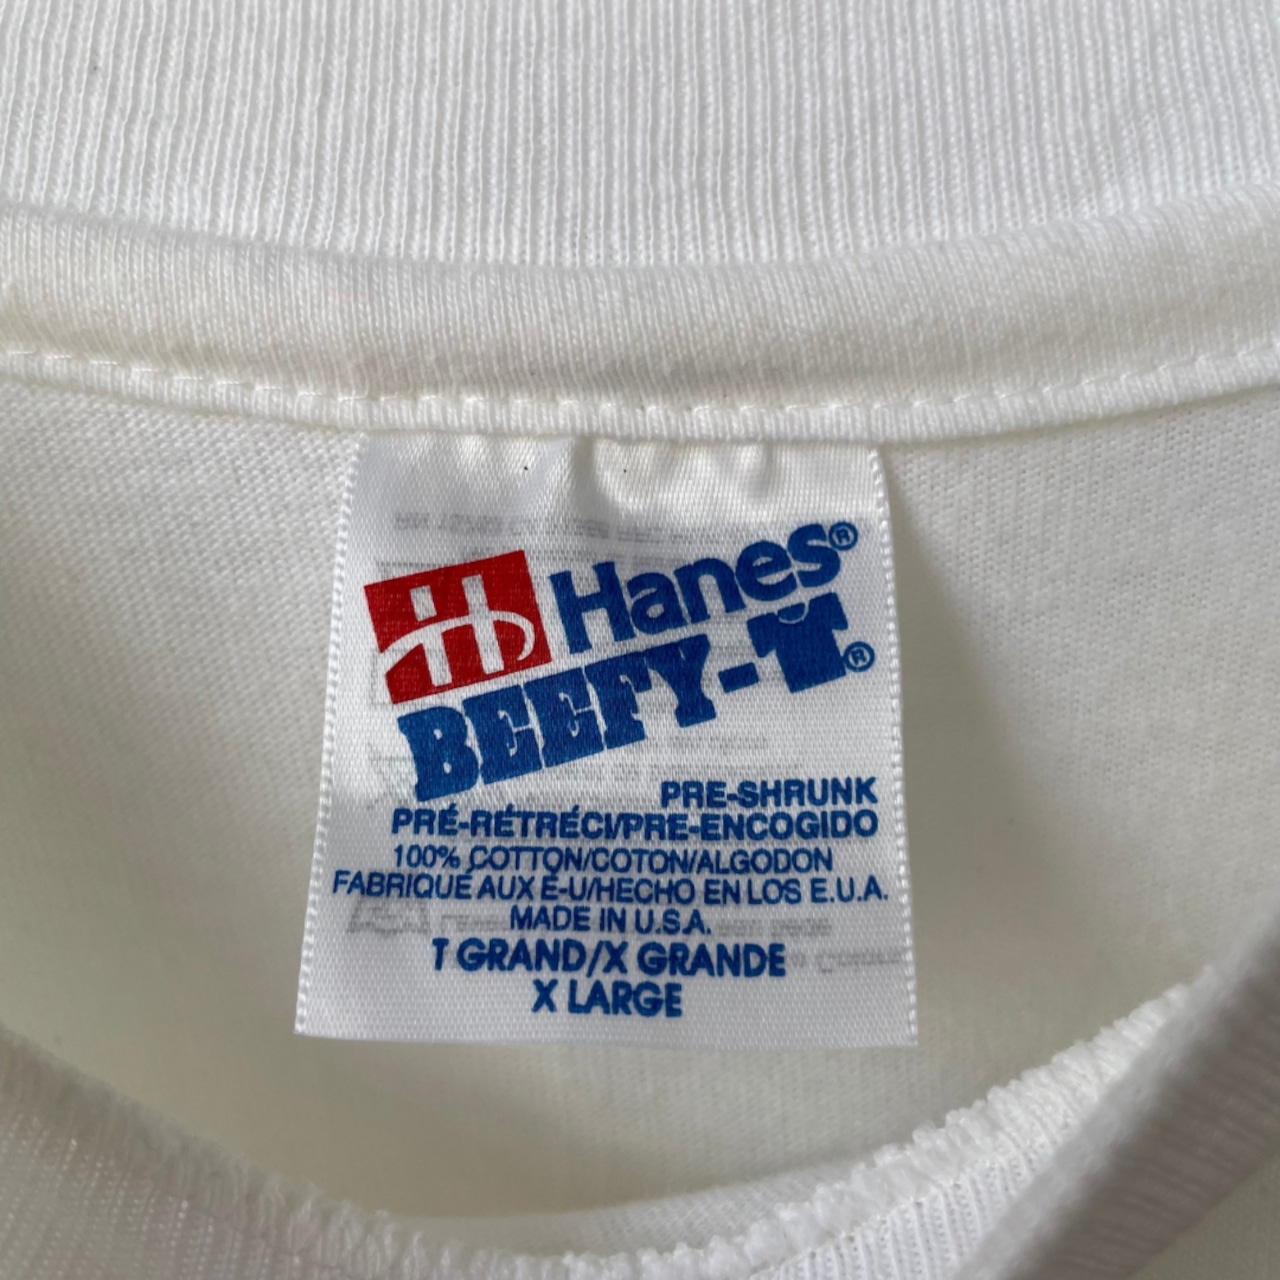 Hanes®
BEEFY-T®
PRE-SHRUNK
PRÉ-RÉTRÉCI/PRE-ENCOGIDO
100% COTTON/COTON/ALGODON
FABRIQUÉ AUX É-U/HECHO EN LOS E.U.A.
MADE IN U.S.A.
T GRAND/X GRANDE
X LARGE